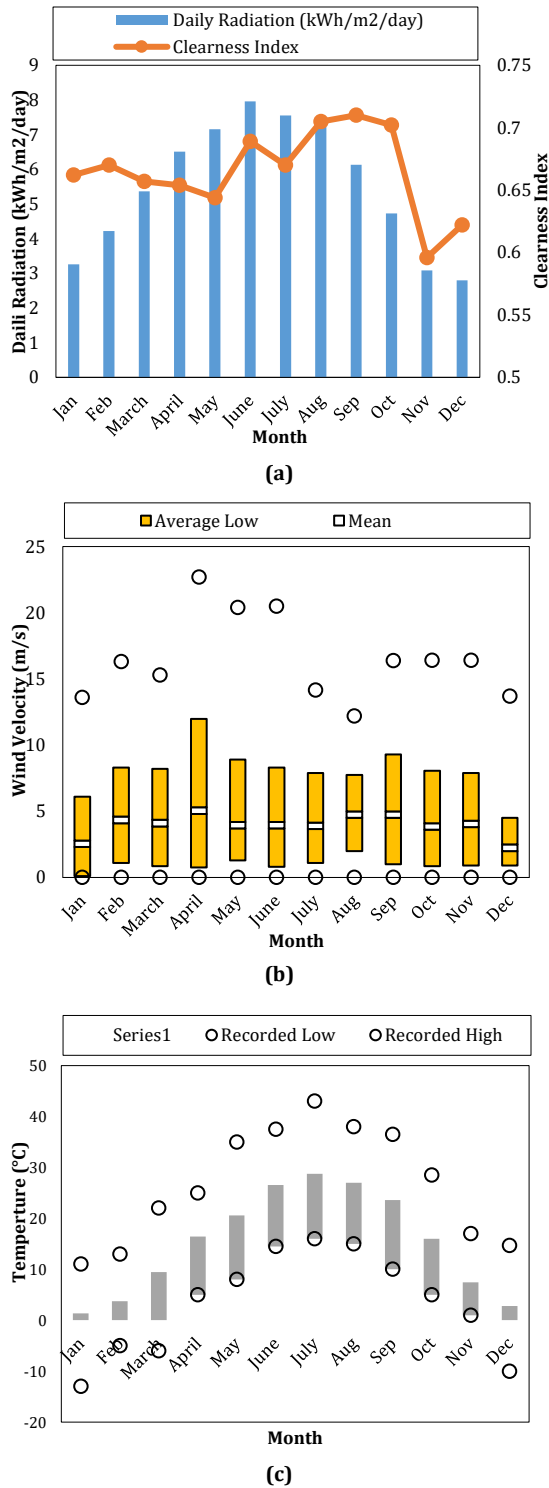 Daily Radiation (kWh/m2/day)
Clearness Index
9
8
7
6
5
4
3
2
1
0
Daili Radiation (kWh/m2/day)
0.75
0.7
0.65
0.6
0.55
0.5
Clearness Index
Jan Feb March April May June July Aug Sep Oct Nov Dec
Month
(a)
Average Low Mean
25
20
15
10
5
0
Wind Velocity (m/s)
Jan Feb March April May June July Aug Sep Oct Nov Dec
Month
(b)
Series1 Recorded Low Recorded High
50
40
30
20
10
0
-10
-20
Temperture (°C)
Jan Feb March April May June July Aug Sep Oct Nov Dec
Month
(c)